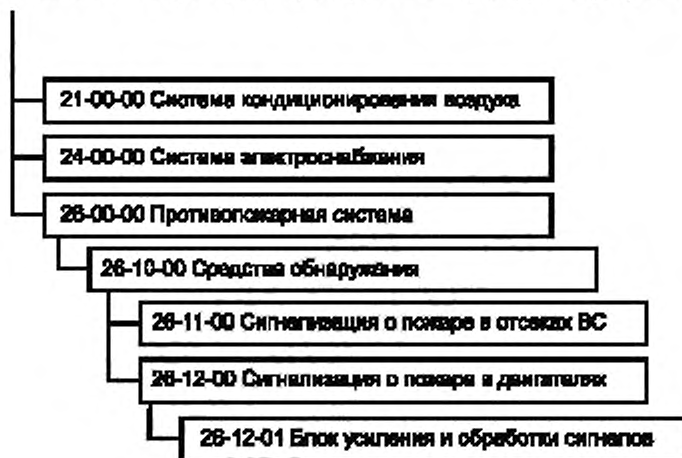 21-00-00 Система кондиционирования воздуха
24-00-00 Система электроснабжения
26-00-00 Противопожарная система
26-10-00 Средства обнаружения
26-11-00 Сигнализация о пожаре в отсеках ВС
26-12-00 Сигнализация о пожаре в двигателях
26-12-01 Блок усиления и обработки сигналов